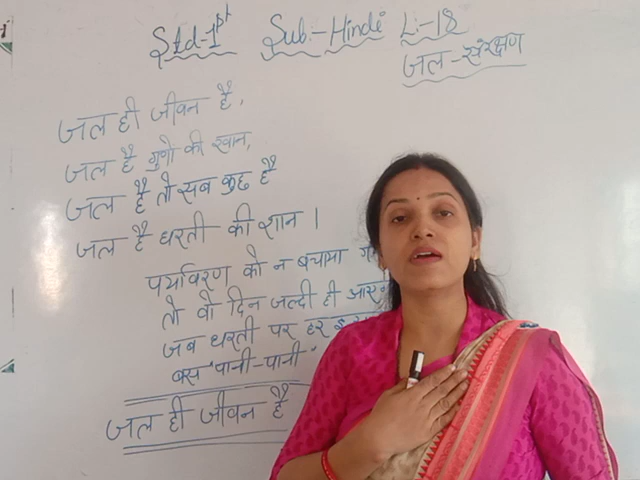 Std-1st Sub:- Hindi L:-18
जल-संरक्षण
जल ही जीवन है,
जल है गुणों की खान,
जल है तो सब कुछ है
जल है धरती की शान ।
पर्यावरण को न बचाया
तो वो दिन जल्दी ही
जब धरती पर हर
बस "पानी-पानी"
जल ही जीवन है